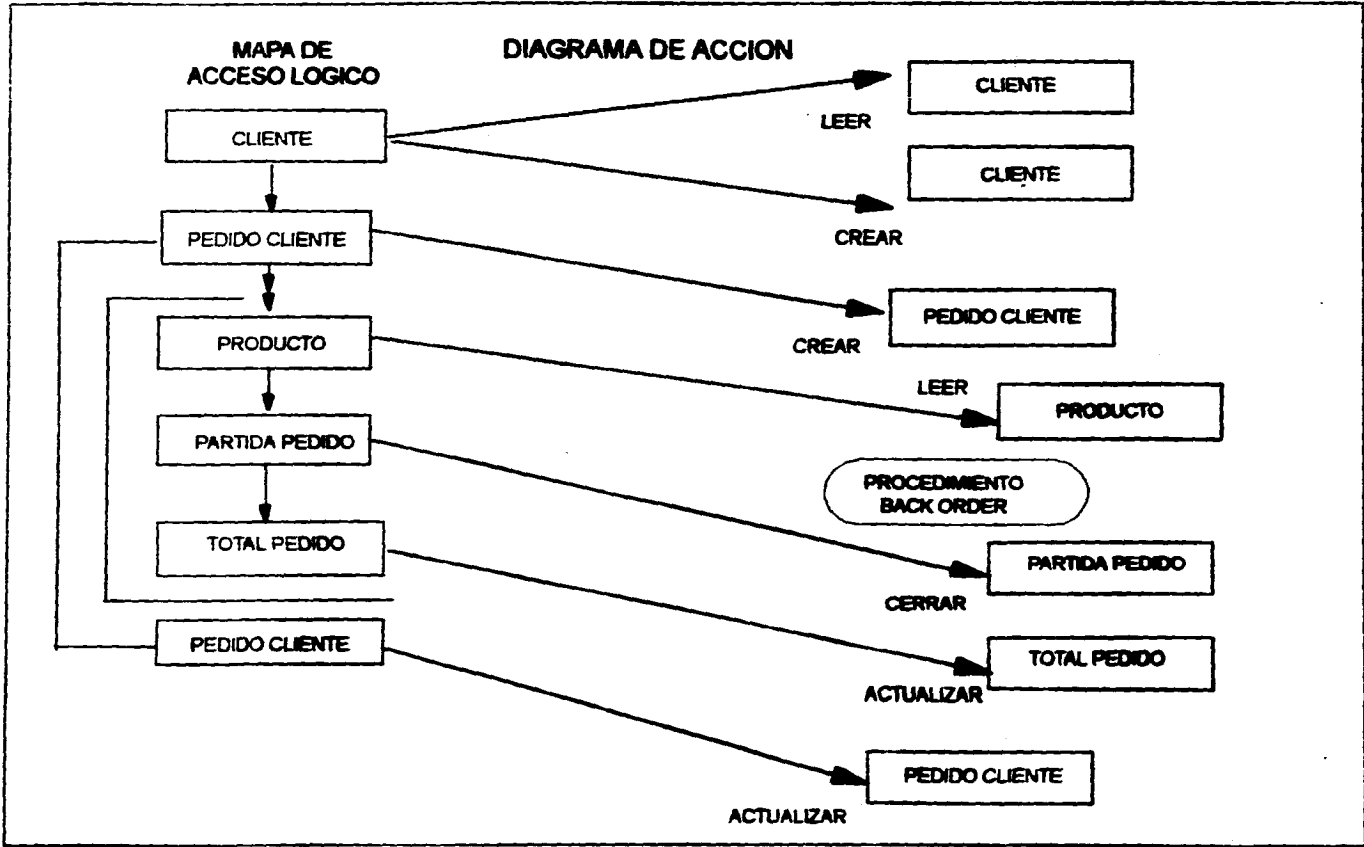 MAPA DE
ACCESO LOGICO
DIAGRAMA DE ACCION
CLIENTE
PEDIDO CLIENTE
PRODUCTO
PARTIDA PEDIDO
TOTAL PEDIDO
PEDIDO CLIENTE
CLIENTE
LEER
CLIENTE
CREAR
PEDIDO CLIENTE
CREAR
LEER
PRODUCTO
PROCEDIMIENTO
BACK ORDER
PARTIDA PEDIDO
CERRAR
TOTAL PEDIDO
ACTUALIZAR
PEDIDO CLIENTE
ACTUALIZAR